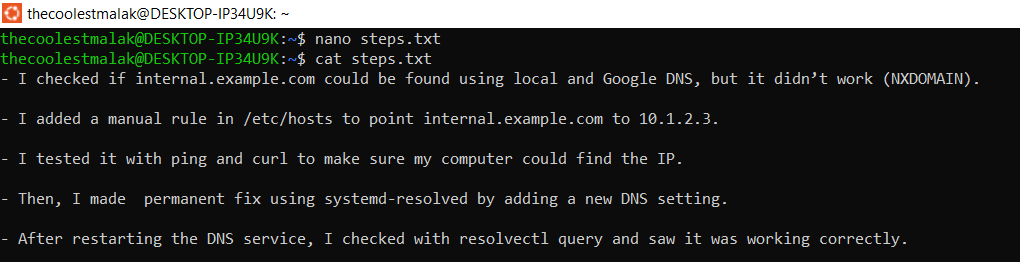 thecoolestmalak@DESKTOP-IP34U9K: ~
thecoolestmalak@DESKTOP-IP34U9K:~$ nano steps.txt
thecoolestmalak@DESKTOP-IP34U9K:~$ cat steps.txt
- I checked if internal.example.com could be found using local and Google DNS, but it didn’t work (NXDOMAIN).
- I added a manual rule in /etc/hosts to point internal.example.com to 10.1.2.3.
- I tested it with ping and curl to make sure my computer could find the IP.
- Then, I made  permanent fix using systemd-resolved by adding a new DNS setting.
- After restarting the DNS service, I checked with resolvectl query and saw it was working correctly.